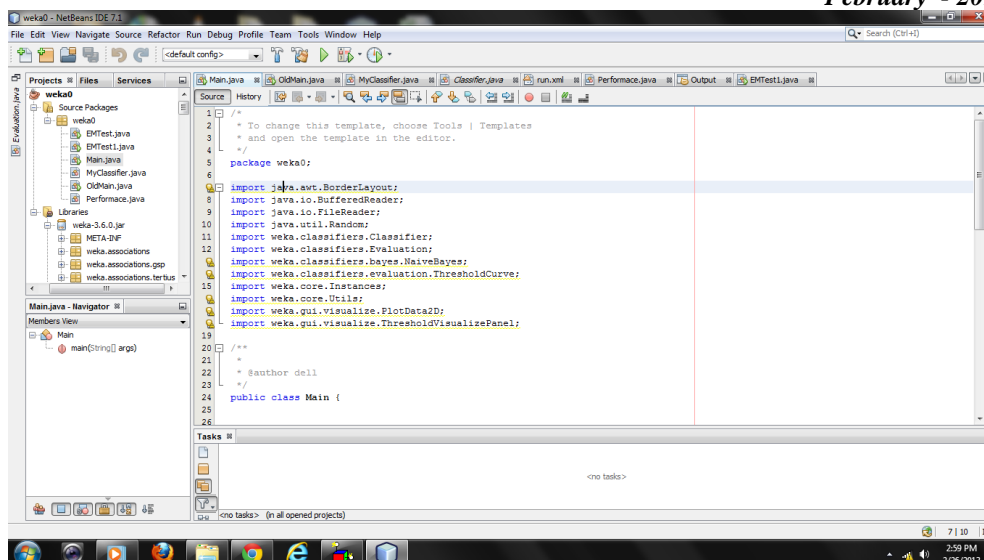 February - 20
weka0 - NetBeans IDE 7.1
File Edit View Navigate Source Refactor Run Debug Profile Team Tools Window Help
Search (Ctrl+I)
<default config>
Projects Files Services
Main.java OldMain.java MyClassifier.java Classifier.java run.xml Performace.java Output EMTest1.java
Evaluation.java
Source History
weka0
Source Packages
weka0
EMTest.java
EMTest1.java
Main.java
MyClassifier.java
OldMain.java
Performace.java
Libraries
weka-3.6.0.jar
META-INF
weka.associations
weka.associations.gsp
weka.associations.tertius
1 /*
2 * To change this template, choose Tools | Templates
3 * and open the template in the editor.
4 */
5 package weka0;
6
import java.awt.BorderLayout;
8 import java.io.BufferedReader;
9 import java.io.FileReader;
10 import java.util.Random;
11 import weka.classifiers.Classifier;
12 import weka.classifiers.Evaluation;
import weka.classifiers.bayes.NaiveBayes;
import weka.classifiers.evaluation.ThresholdCurve;
15 import weka.core.Instances;
import weka.core.Utils;
import weka.gui.visualize.PlotData2D;
import weka.gui.visualize.ThresholdVisualizePanel;
19
20 /**
21 *
22 * @author dell
23 */
24 public class Main {
25
26
Main.java - Navigator
Members View
Main
main(String[] args)
Tasks
<no tasks>
<no tasks> (in all opened projects)
7 | 10
2:59 PM
2/26/2013